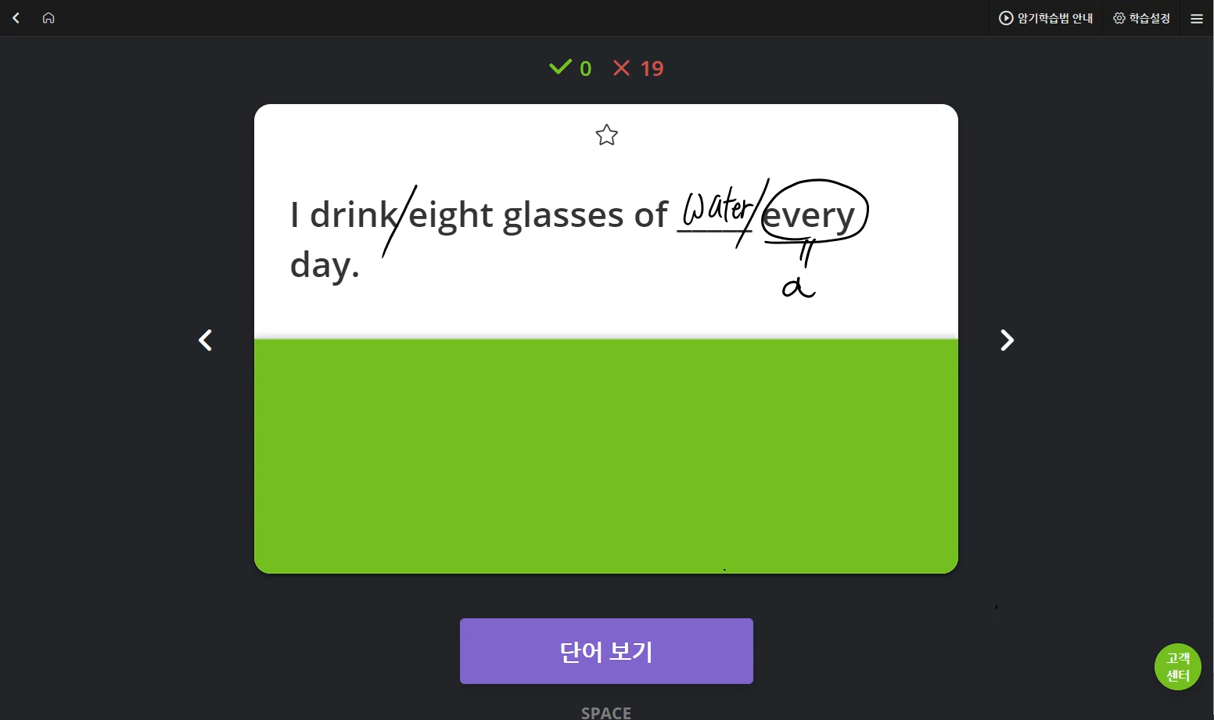 암기학습법 안내 학습설정
0 19
I drink/eight glasses of water/every
day.
a
단어 보기
고객
센터
SPACE